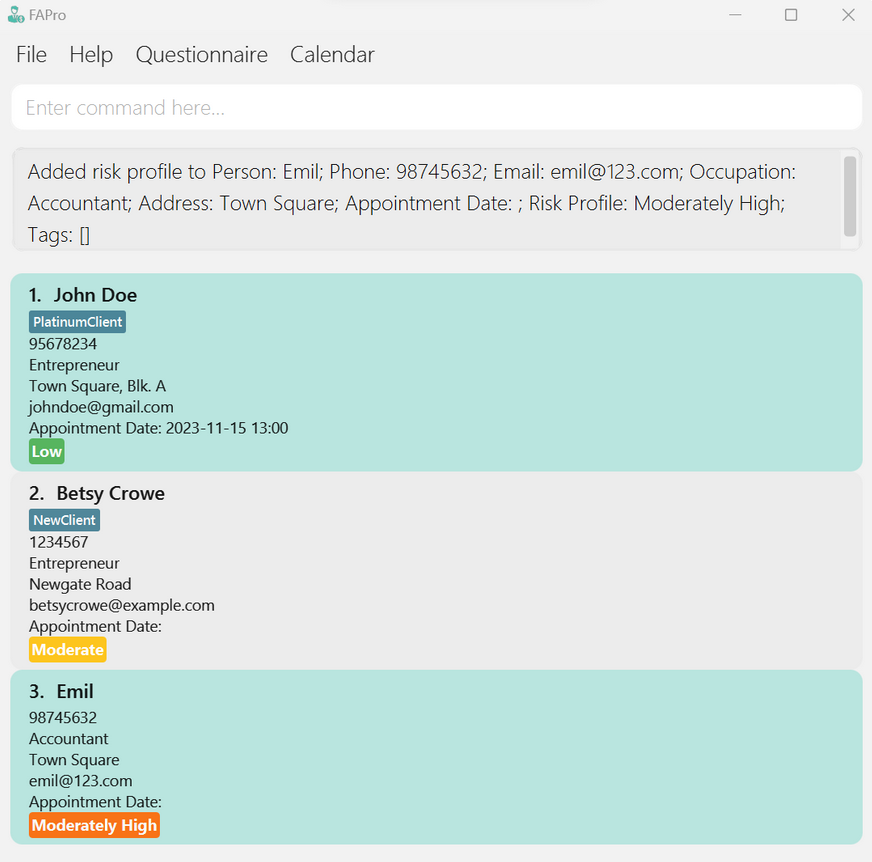 FAPro
File Help Questionnaire Calendar
Enter command here...
Added risk profile to Person: Emil; Phone: 98745632; Email: emil@123.com; Occupation:
Accountant; Address: Town Square; Appointment Date: ; Risk Profile: Moderately High;
Tags: []
1. John Doe
PlatinumClient
95678234
Entrepreneur
Town Square, Blk. A
johndoe@gmail.com
Appointment Date: 2023-11-15 13:00
Low
2. Betsy Crowe
NewClient
1234567
Entrepreneur
Newgate Road
betsycrowe@example.com
Appointment Date:
Moderate
3. Emil
98745632
Accountant
Town Square
emil@123.com
Appointment Date:
Moderately High